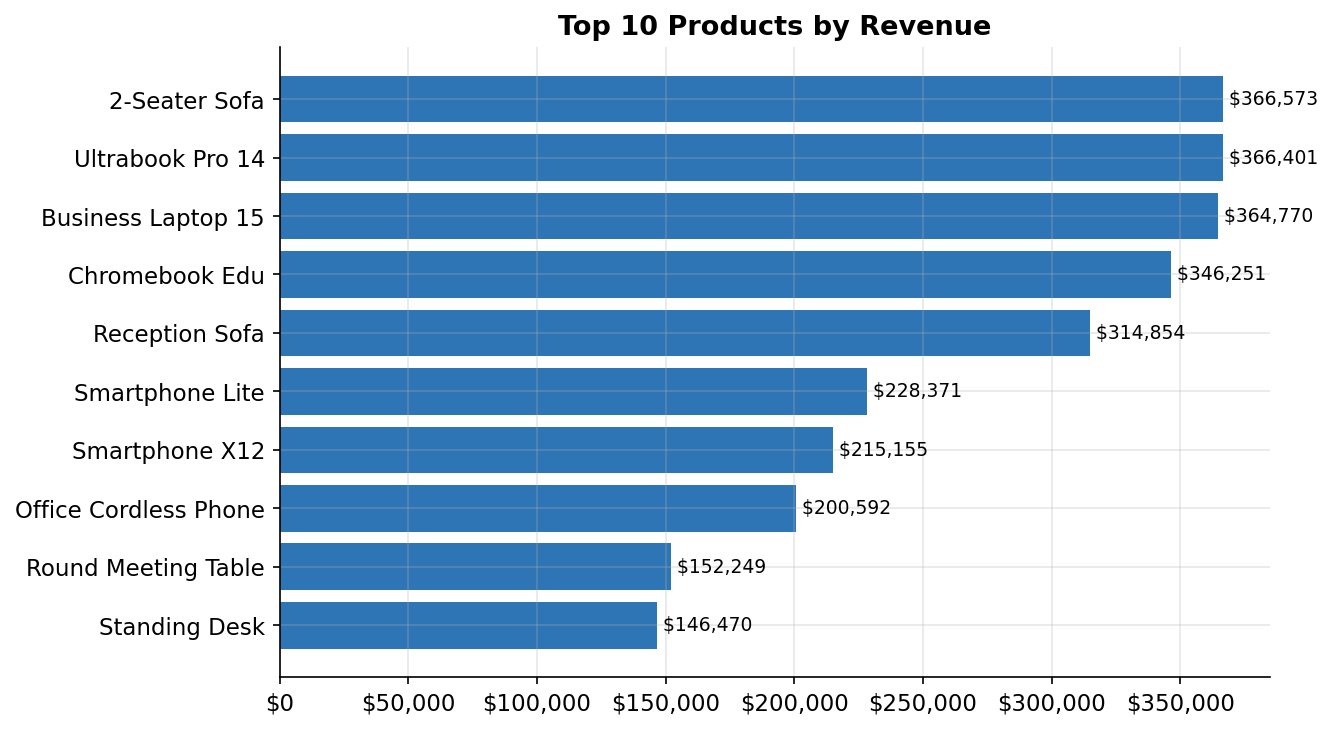 Top 10 Products by Revenue
2-Seater Sofa $366,573
Ultrabook Pro 14 $366,401
Business Laptop 15 $364,770
Chromebook Edu $346,251
Reception Sofa $314,854
Smartphone Lite $228,371
Smartphone X12 $215,155
Office Cordless Phone $200,592
Round Meeting Table $152,249
Standing Desk $146,470
$0 $50,000 $100,000 $150,000 $200,000 $250,000 $300,000 $350,000